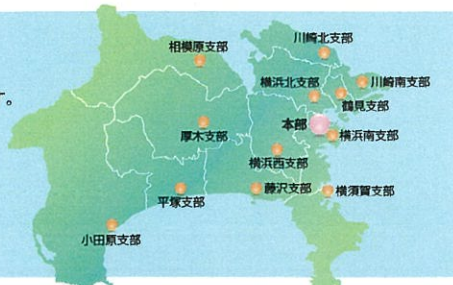 川崎北支部
相模原支部
横浜北支部
川崎南支部
す。
鶴見支部
本部
厚木支部
横浜南支部
横浜西支部
平塚支部
藤沢支部
横須賀支部
小田原支部